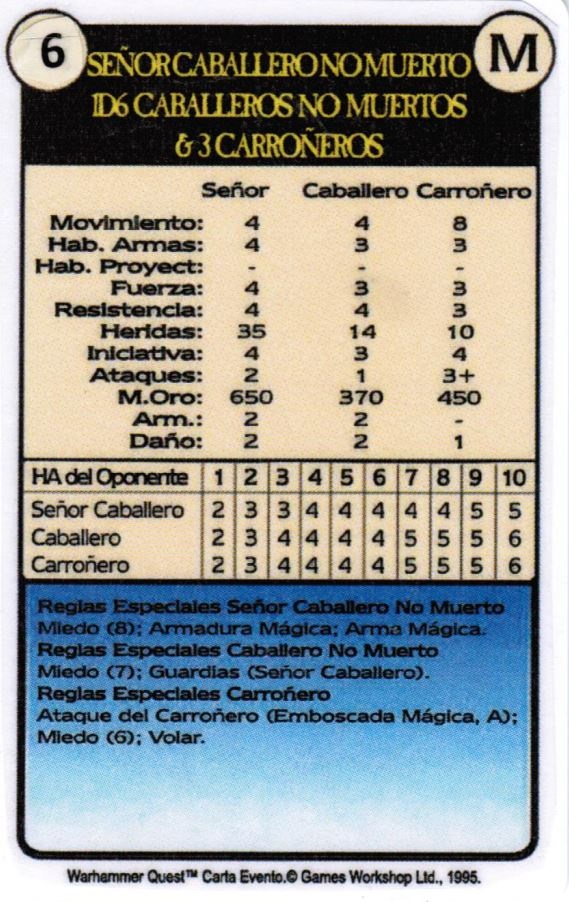 6
M
SEÑOR CABALLERO NO MUERTO
1D6 CABALLEROS NO MUERTOS
& 3 CARROÑEROS
Señor Caballero Carroñero
Movimiento: 4 4 8
Hab. Armas: 4 3 3
Hab. Proyect: - - -
Fuerza: 4 3 3
Resistencia: 4 4 3
Heridas: 35 14 10
Iniciativa: 4 3 4
Ataques: 2 1 3+
M.Oro: 650 370 450
Arm.: 2 2 -
Daño: 2 2 1
HA del Oponente 1 2 3 4 5 6 7 8 9 10
Señor Caballero 2 3 3 4 4 4 4 4 5 5
Caballero 2 3 4 4 4 4 5 5 5 6
Carroñero 2 3 4 4 4 4 5 5 5 6
Reglas Especiales Señor Caballero No Muerto
Miedo (8); Armadura Mágica; Arma Mágica.
Reglas Especiales Caballero No Muerto
Miedo (7); Guardias (Señor Caballero).
Reglas Especiales Carroñero
Ataque del Carroñero (Emboscada Mágica, A);
Miedo (6); Volar.
Warhammer Quest™ Carta Evento.© Games Workshop Ltd., 1995.